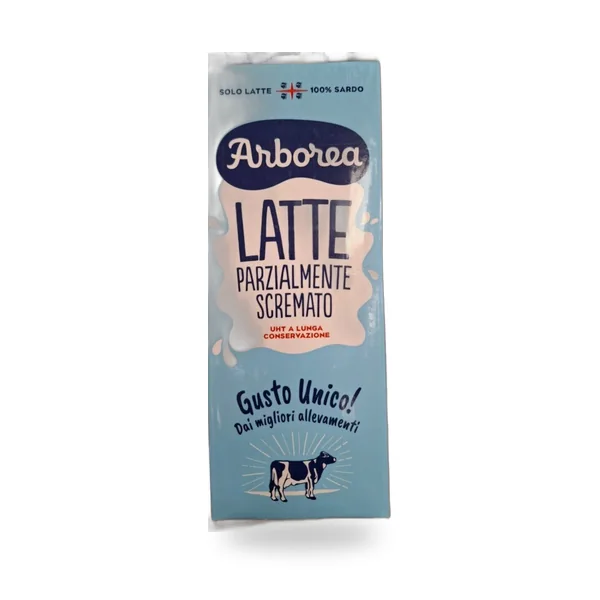 SOLO LATTE 100% SARDO
Arborea
LATTE
PARZIALMENTE
SCREMATO
UHT A LUNGA
CONSERVAZIONE
Gusto Unico!
Dai migliori allevamenti